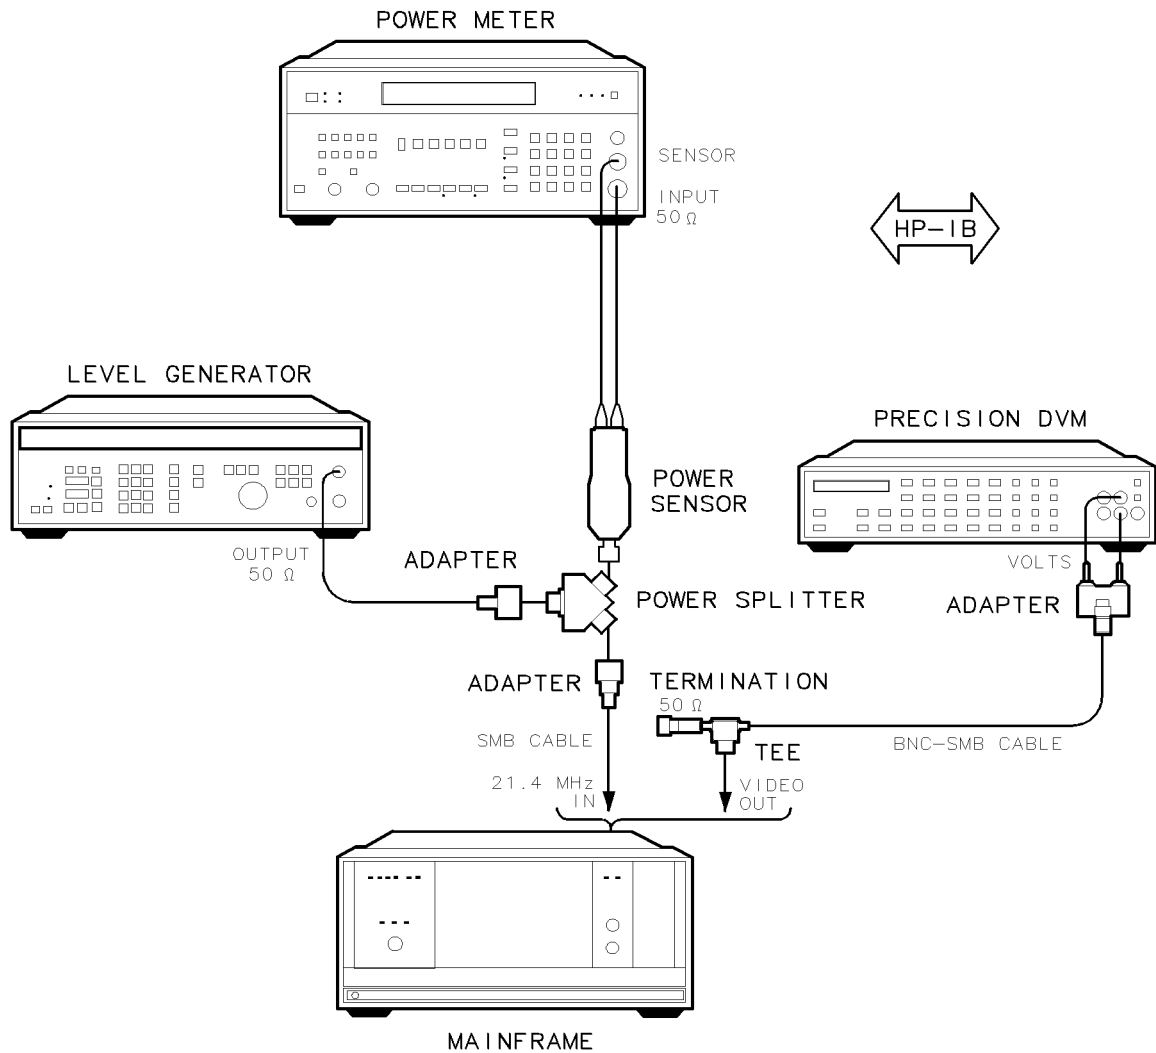 POWER METER
SENSOR
INPUT
50 Ω
HP-IB
LEVEL GENERATOR
PRECISION DVM
POWER
SENSOR
OUTPUT
50 Ω
ADAPTER
VOLTS
POWER SPLITTER
ADAPTER
ADAPTER
TERMINATION
50 Ω
SMB CABLE
TEE
BNC-SMB CABLE
21.4 MHz
IN
VIDEO
OUT
MAINFRAME